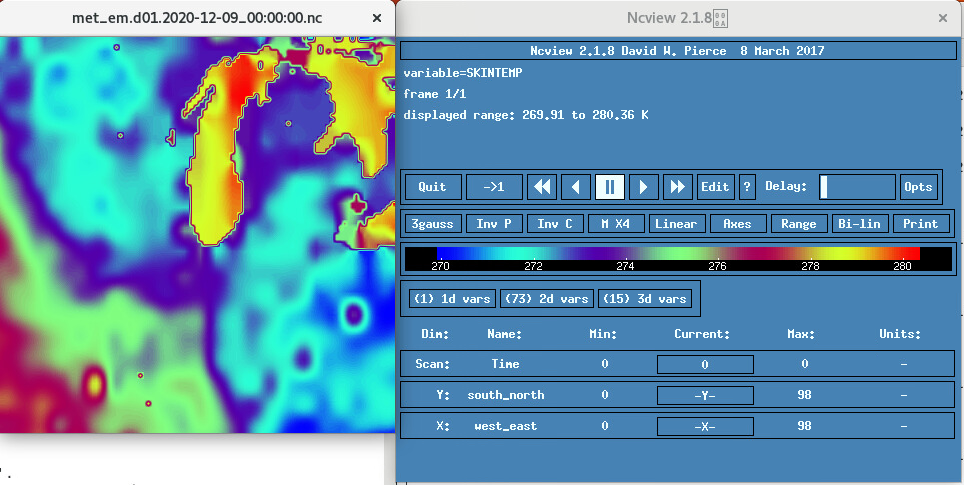 met_em.d01.2020-12-09_00:00:00.nc ×
Ncview 2.1.8 ×
Ncview 2.1.8 David W. Pierce 8 March 2017
variable=SKINTEMP
frame 1/1
displayed range: 269.91 to 280.36 K
Quit ->1 Edit ? Delay: Opts
3gauss Inv P Inv C M X4 Linear Axes Range Bi-lin Print
270 272 274 276 278 280
(1) 1d vars (73) 2d vars (15) 3d vars
Dim: Name: Min: Current: Max: Units:
Scan: Time 0 0 0 -
Y: south_north 0 -Y- 98 -
X: west_east 0 -X- 98 -
' .